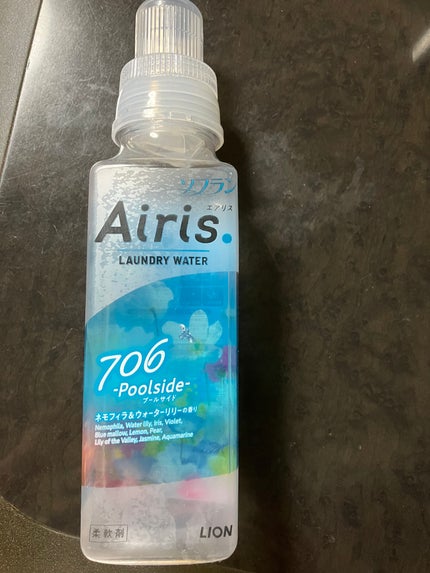 ソフラン
Airis.
エアリス
LAUNDRY WATER
706
-Poolside-
プールサイド
ネモフィラ&ウォーターリリーの香り
Nemophila, Water lily, Iris, Violet,
Blue mallow, Lemon, Pear,
Lily of the Valley, Jasmine, Aquamarine
柔軟剤
LION